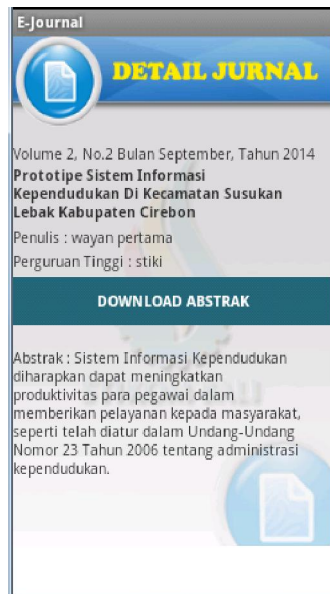 E-Journal
DETAIL JURNAL
Volume 2, No.2 Bulan September, Tahun 2014
Prototipe Sistem Informasi
Kependudukan Di Kecamatan Susukan
Lebak Kabupaten Cirebon
Penulis : wayan pertama
Perguruan Tinggi : stiki
DOWNLOAD ABSTRAK
Abstrak : Sistem Informasi Kependudukan
diharapkan dapat meningkatkan
produktivitas para pegawai dalam
memberikan pelayanan kepada masyarakat,
seperti telah diatur dalam Undang-Undang
Nomor 23 Tahun 2006 tentang administrasi
kependudukan.